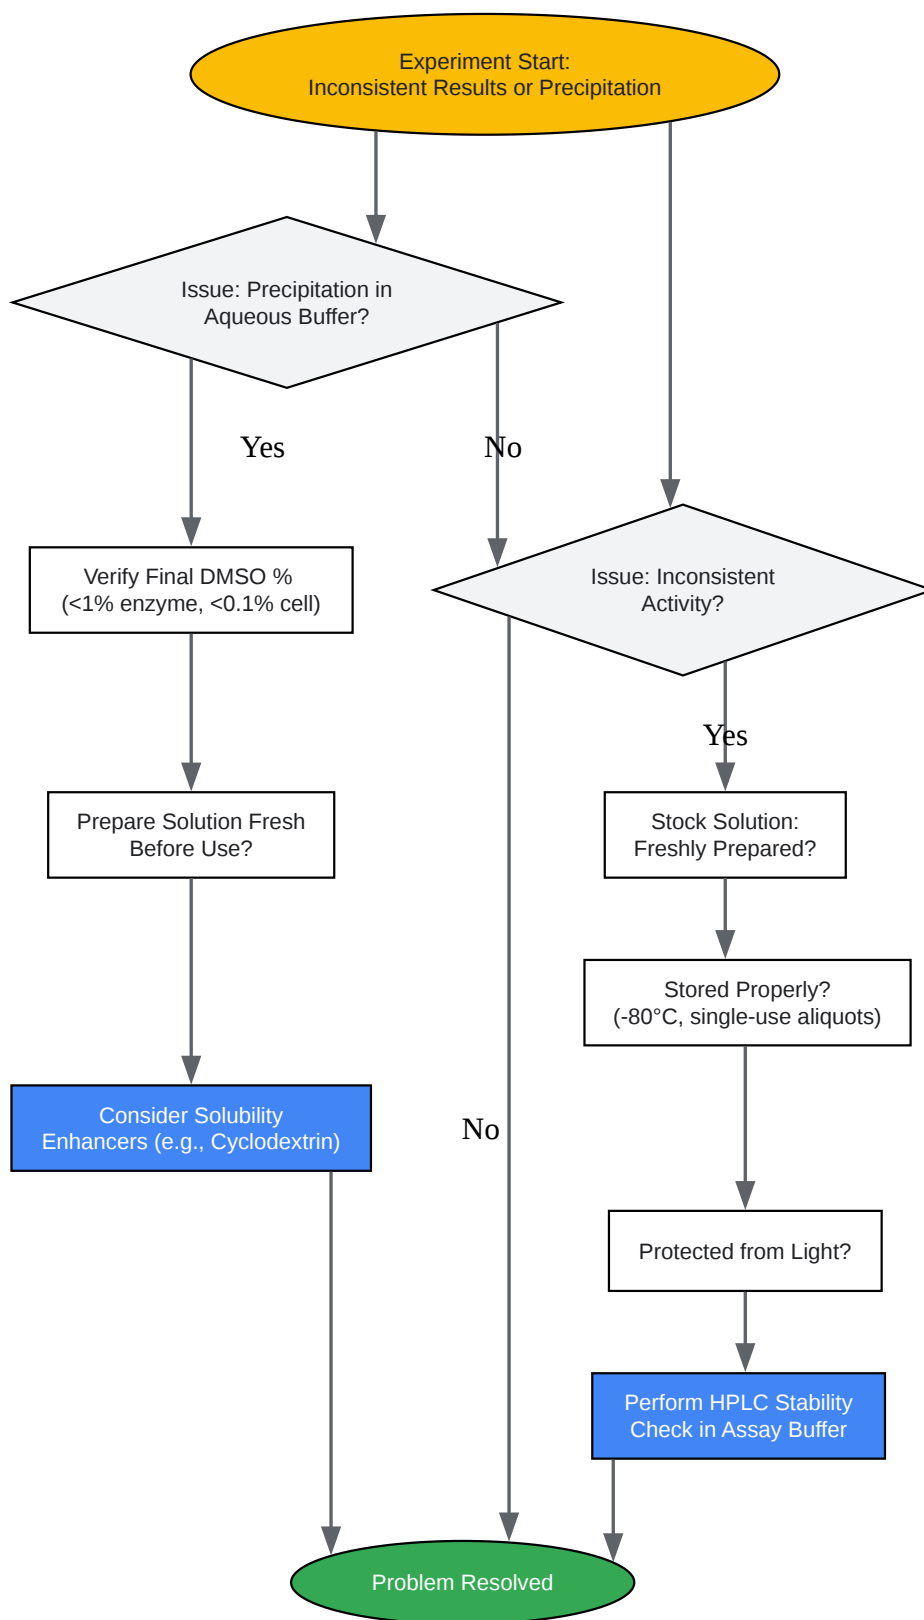 Experiment Start:
Inconsistent Results or Precipitation
Issue: Precipitation in
Aqueous Buffer?
Yes
No
Verify Final DMSO %
(<1% enzyme, <0.1% cell)
Issue: Inconsistent
Activity?
Yes
Prepare Solution Fresh
Before Use?
Stock Solution:
Freshly Prepared?
Stored Properly?
(-80°C, single-use aliquots)
Consider Solubility
Enhancers (e.g., Cyclodextrin)
No
Protected from Light?
Perform HPLC Stability
Check in Assay Buffer
Problem Resolved